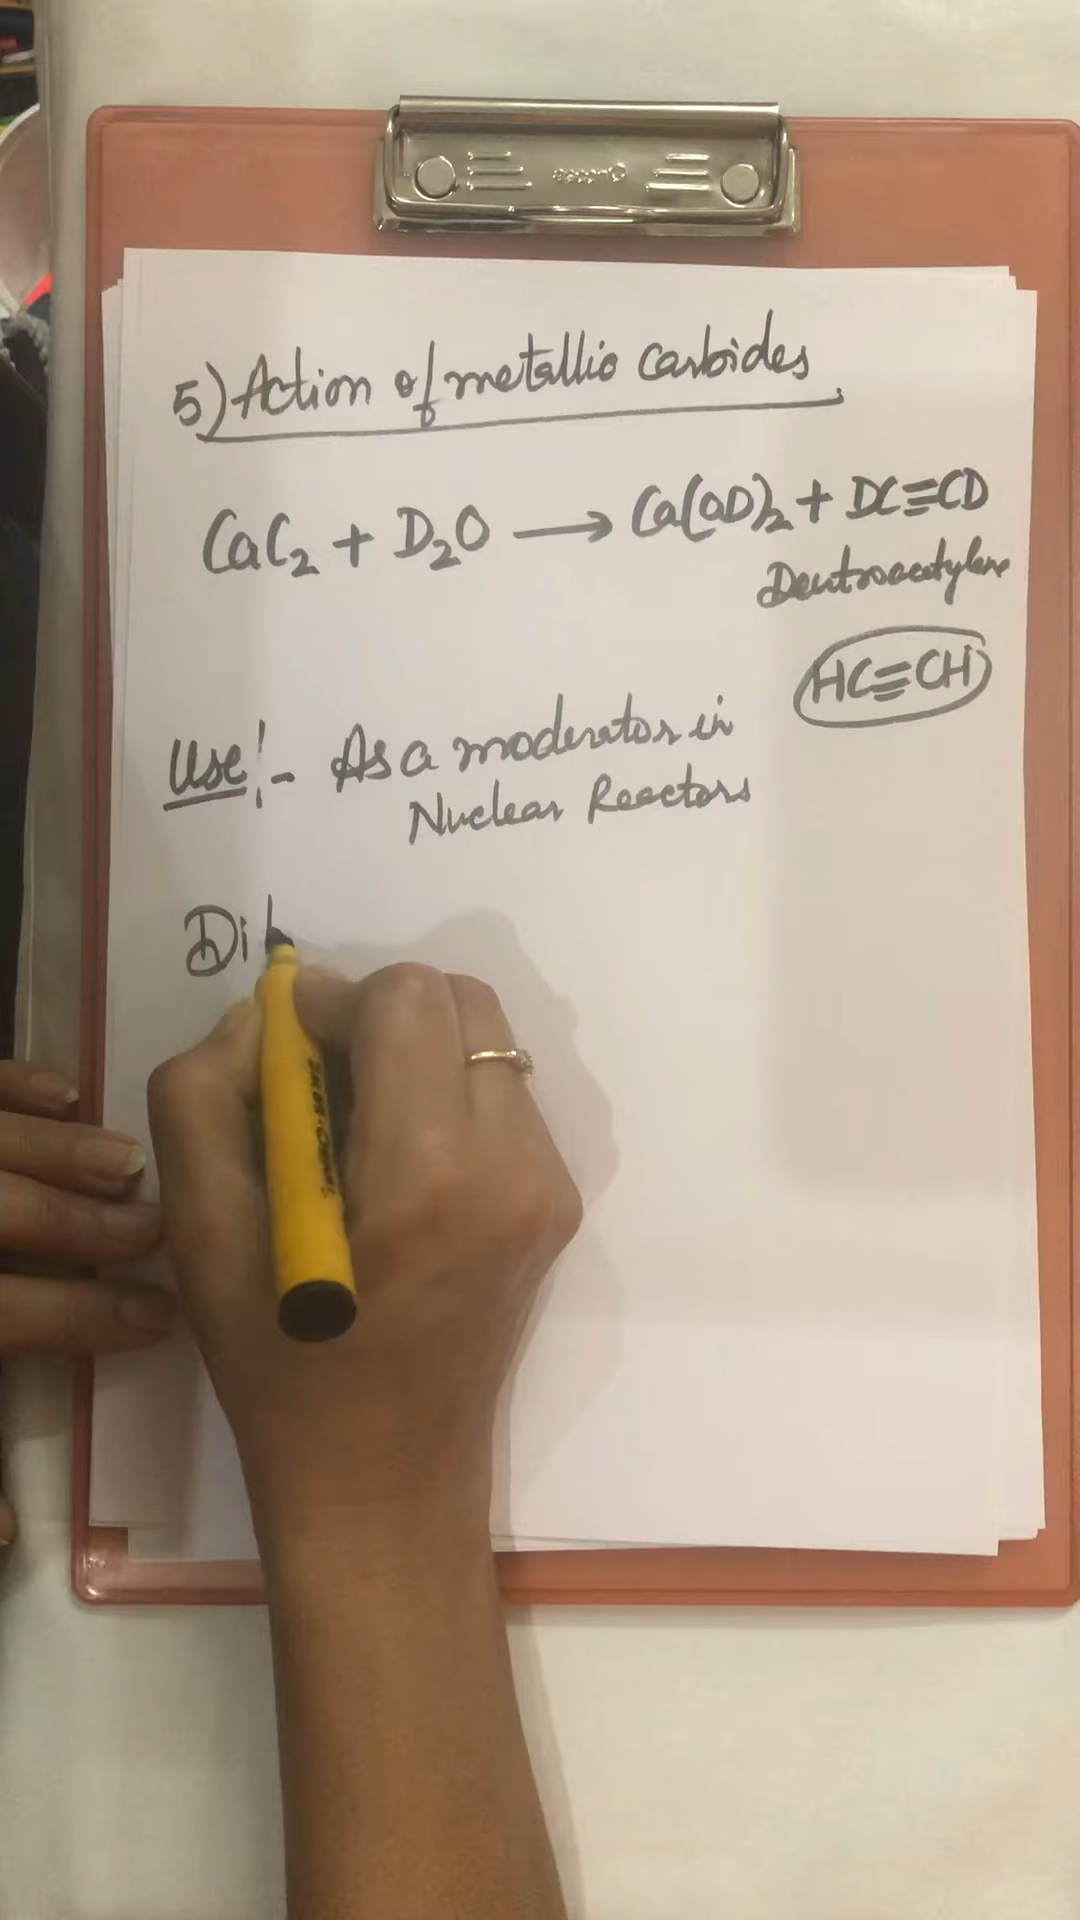 5) Action of metallic carbides
CaC₂ + D₂O → Ca(OD)₂ + DC≡CD
Deutroacetylene
HC≡CH
Use:- As a moderator in
Nuclear Reactors
Di